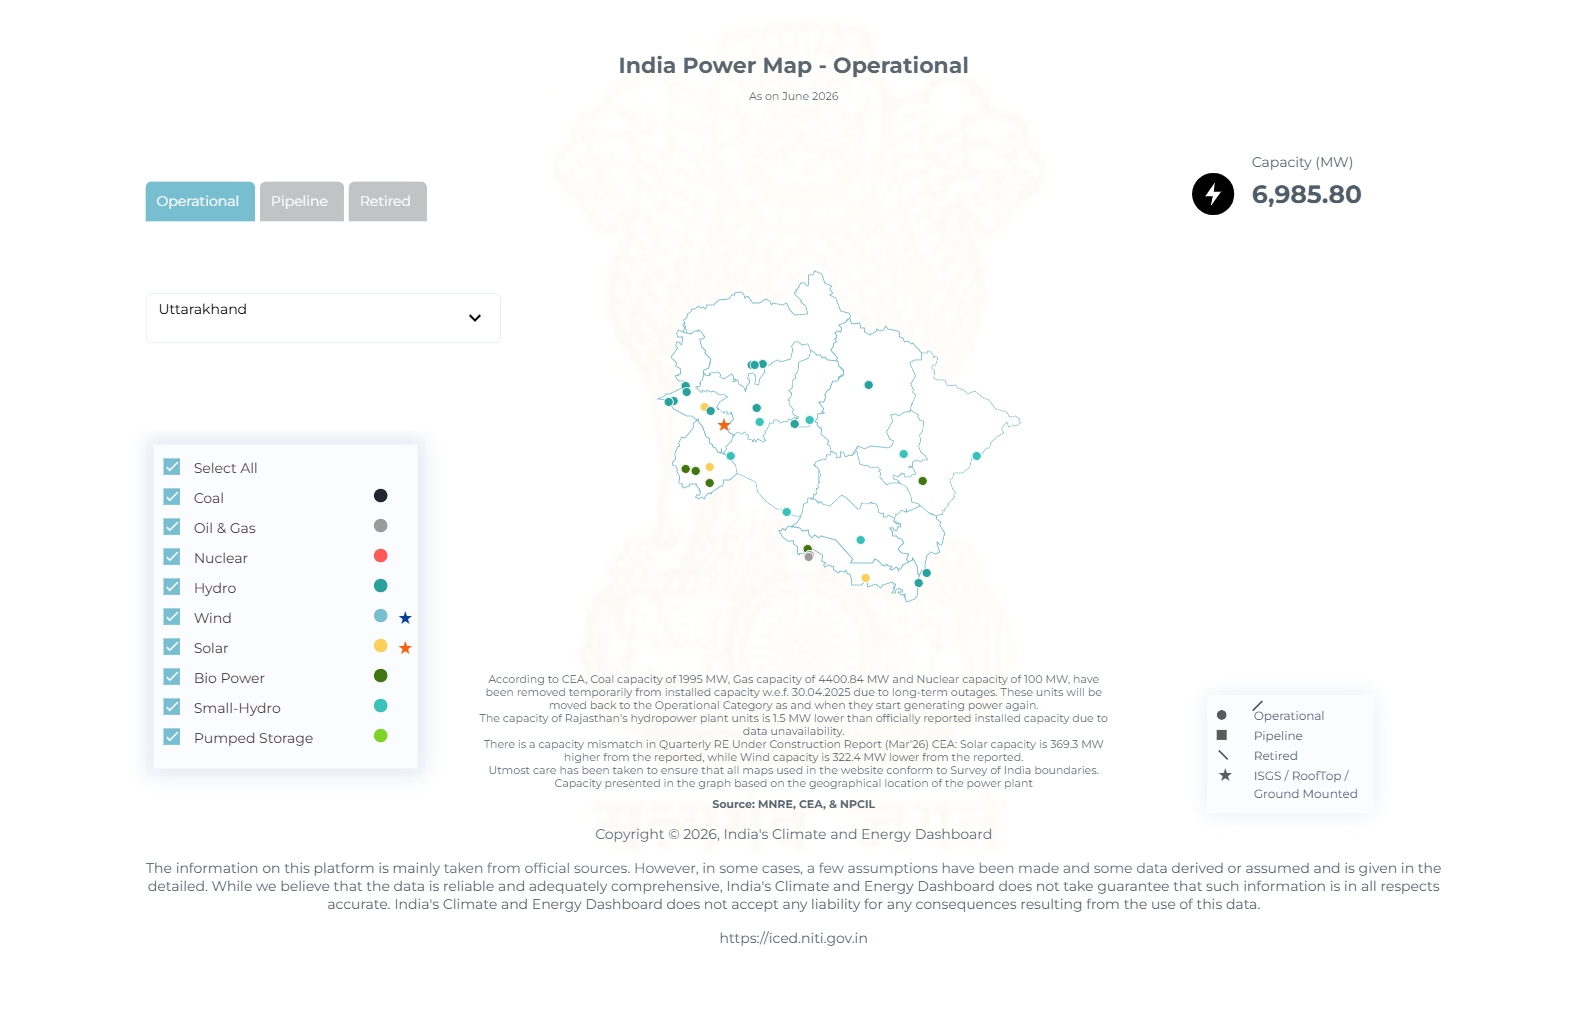 India Power Map - Operational
As on June 2026
Capacity (MW)
6,985.80
Operational
Pipeline
Retired
Uttarakhand
Select All
Coal
Oil & Gas
Nuclear
Hydro
Wind
Solar
Bio Power
Small-Hydro
Pumped Storage
According to CEA, Coal capacity of 1995 MW, Gas capacity of 4400.84 MW and Nuclear capacity of 100 MW, have
been removed temporarily from installed capacity w.e.f. 30.04.2025 due to long-term outages. These units will be
moved back to the Operational Category as and when they start generating power again.
The capacity of Rajasthan's hydropower plant units is 1.5 MW lower than officially reported installed capacity due to
data unavailability.
There is a capacity mismatch in Quarterly RE Under Construction Report (Mar'26) CEA: Solar capacity is 369.3 MW
higher from the reported, while Wind capacity is 322.4 MW lower from the reported.
Utmost care has been taken to ensure that all maps used in the website conform to Survey of India boundaries.
Capacity presented in the graph based on the geographical location of the power plant
Source: MNRE, CEA, & NPCIL
Operational
Pipeline
Retired
ISGS / RoofTop /
Ground Mounted
Copyright © 2026, India's Climate and Energy Dashboard
The information on this platform is mainly taken from official sources. However, in some cases, a few assumptions have been made and some data derived or assumed and is given in the
detailed. While we believe that the data is reliable and adequately comprehensive, India's Climate and Energy Dashboard does not take guarantee that such information is in all respects
accurate. India's Climate and Energy Dashboard does not accept any liability for any consequences resulting from the use of this data.
https://iced.niti.gov.in